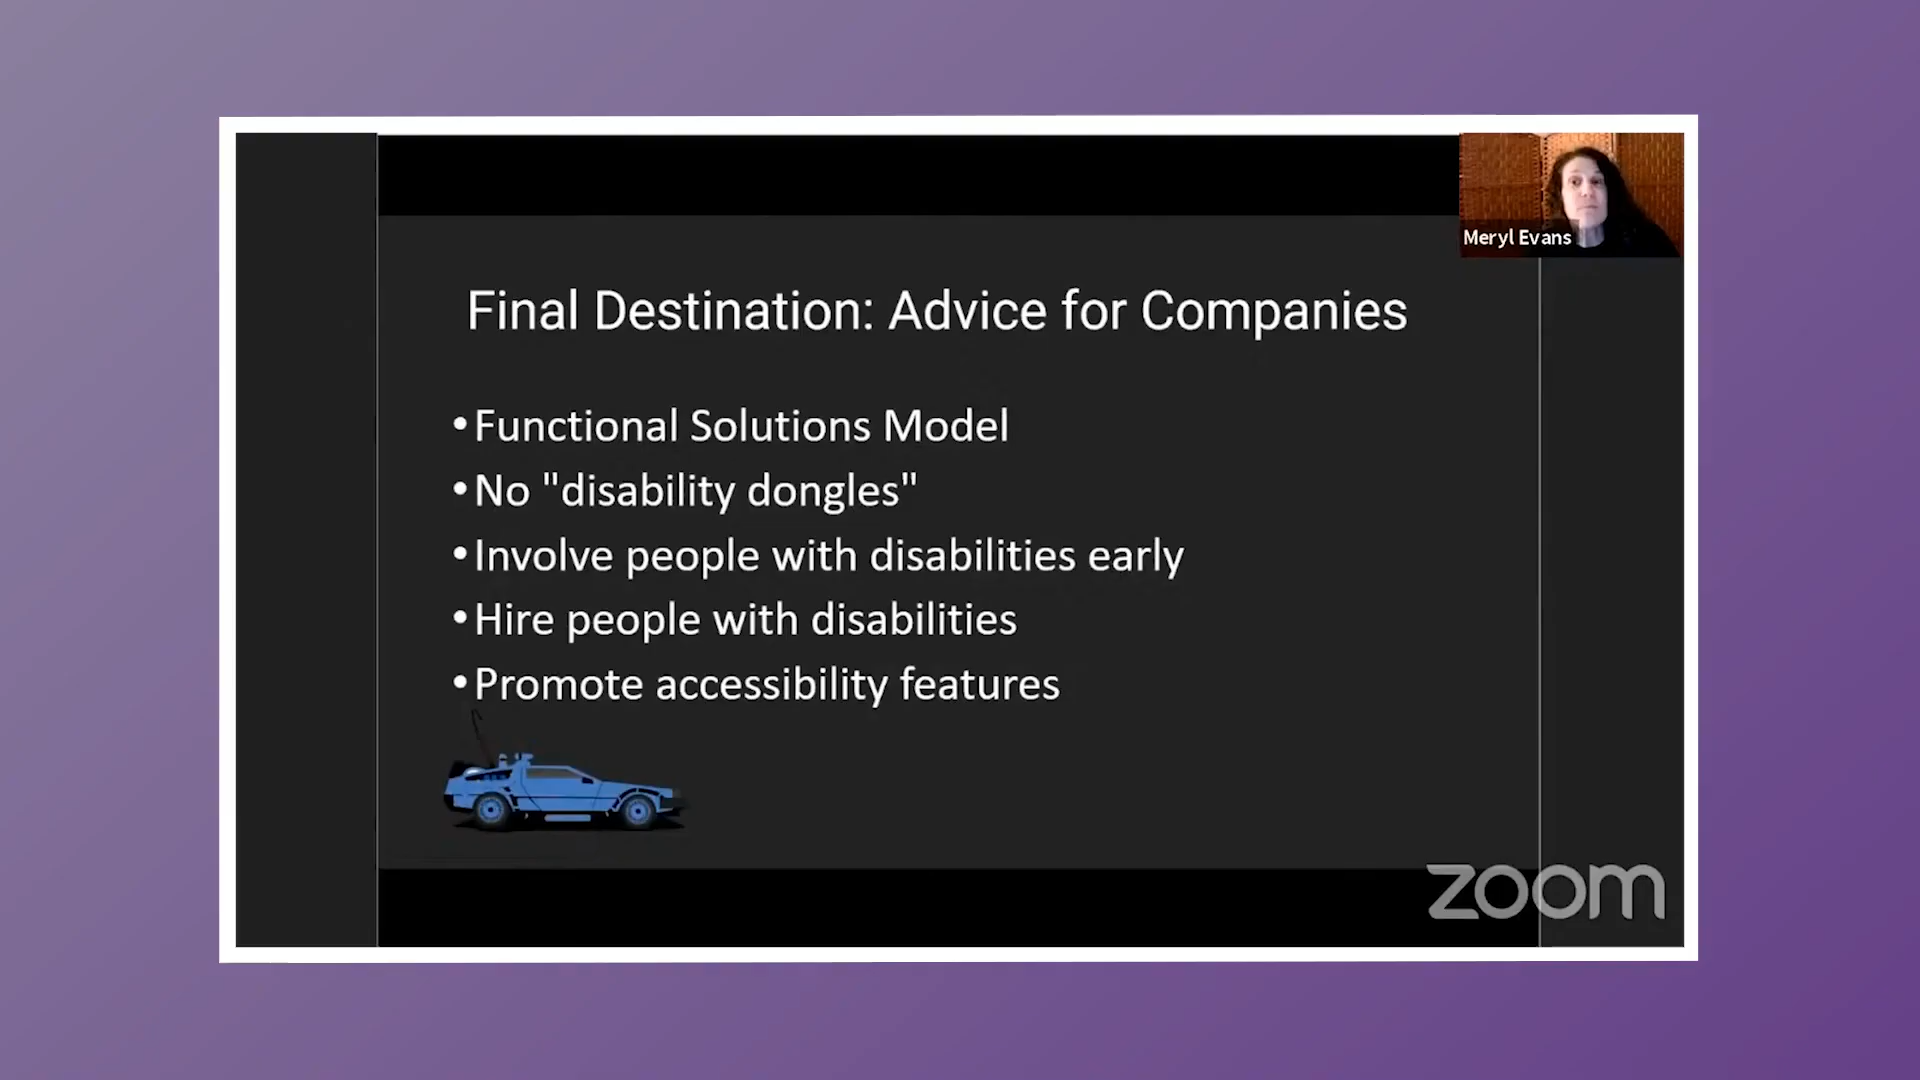 Meryl Evans
Final Destination: Advice for Companies
•Functional Solutions Model
•No "disability dongles"
•Involve people with disabilities early
•Hire people with disabilities
•Promote accessibility features
zoom